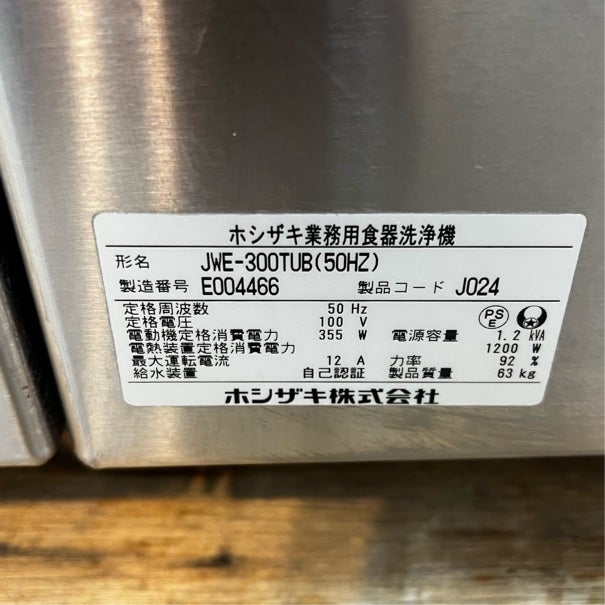 ホシザキ業務用食器洗浄機
形名 JWE-300TUB(50HZ)
製造番号 E004466 製品コード J024
定格周波数 50 Hz
定格電圧 100 V
電動機定格消費電力 355 W 電源容量 1.2 kVA
電熱装置定格消費電力 1200 W
最大運転電流 12 A 力率 92 %
給水装置 自己認証 製品質量 63 kg
PS
E
ホシザキ株式会社